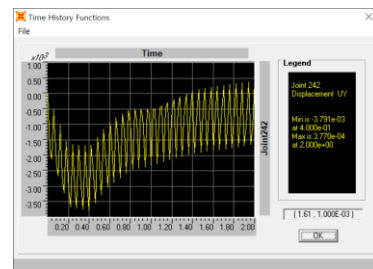 Time History Functions
File
Time
Legend
x10⁻³
1.00
0.50
0.00
-0.50
-1.00
-1.50
-2.00
-2.50
-3.00
-3.50
Joint242
0.20 0.40 0.60 0.80 1.00 1.20 1.40 1.60 1.80 2.00
Joint 242
Displacement UY
Min is -3.791e-03
at 4.000e-01
Max is 3.770e-04
at 2.000e+00
( 1.61 , 1.000E-03 )
OK